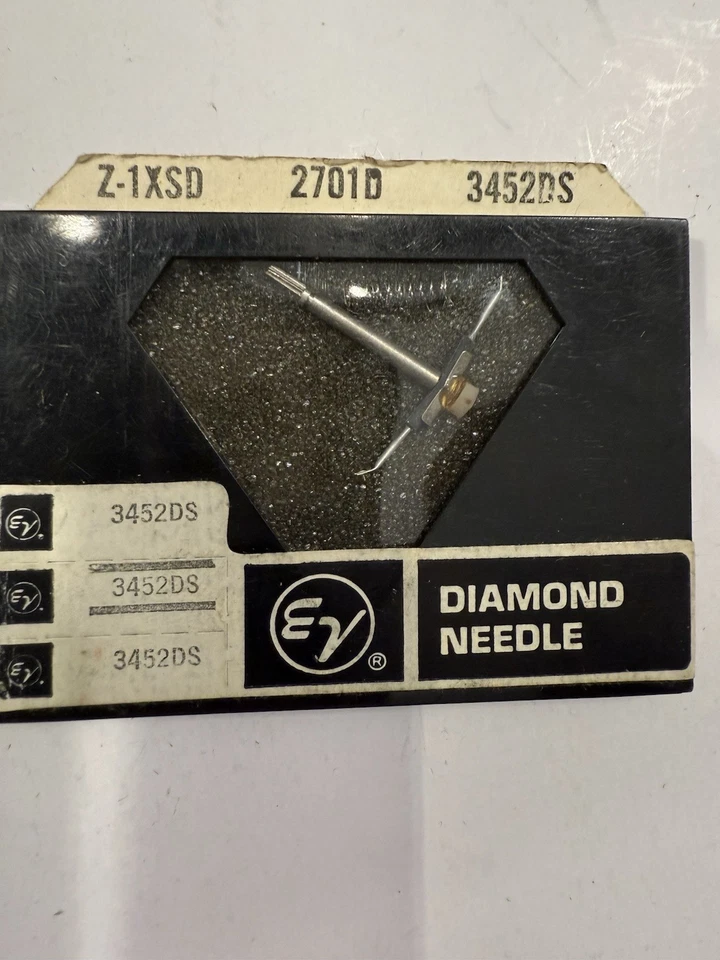 Z-1XSD 2701D 3452DS
EV 3452DS
EV 3452DS
EV 3452DS
EV ®
DIAMOND
NEEDLE